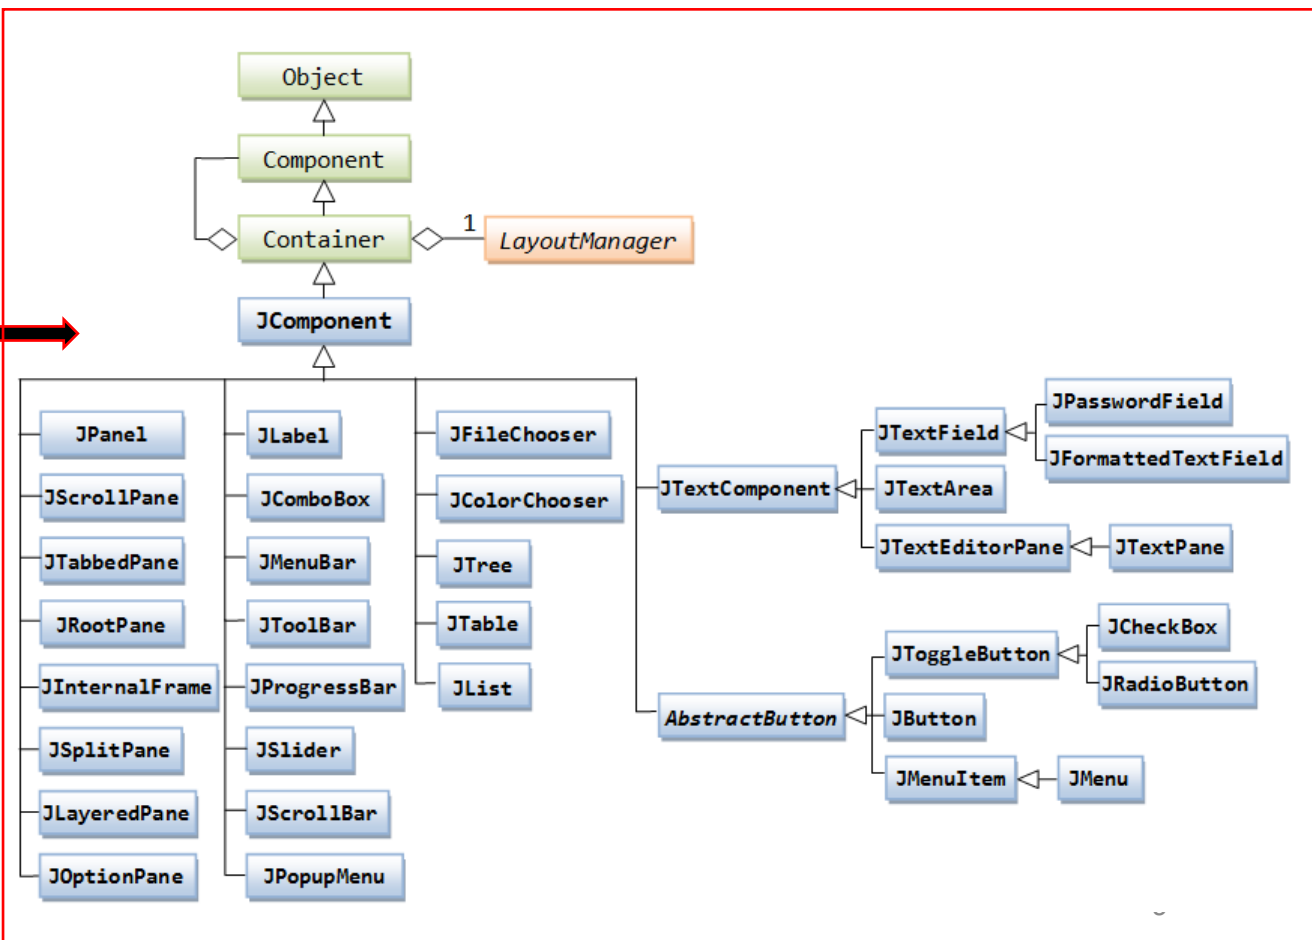 Object
Component
Container
1
LayoutManager
JComponent
JPanel
JScrollPane
JTabbedPane
JRootPane
JInternalFrame
JSplitPane
JLayeredPane
JOptionPane
JLabel
JComboBox
JMenuBar
JToolBar
JProgressBar
JSlider
JScrollBar
JPopupMenu
JFileChooser
JColorChooser
JTree
JTable
JList
JTextComponent
JTextField
JPasswordField
JFormattedTextField
JTextArea
JTextEditorPane
JTextPane
AbstractButton
JToggleButton
JCheckBox
JRadioButton
JButton
JMenuItem
JMenu